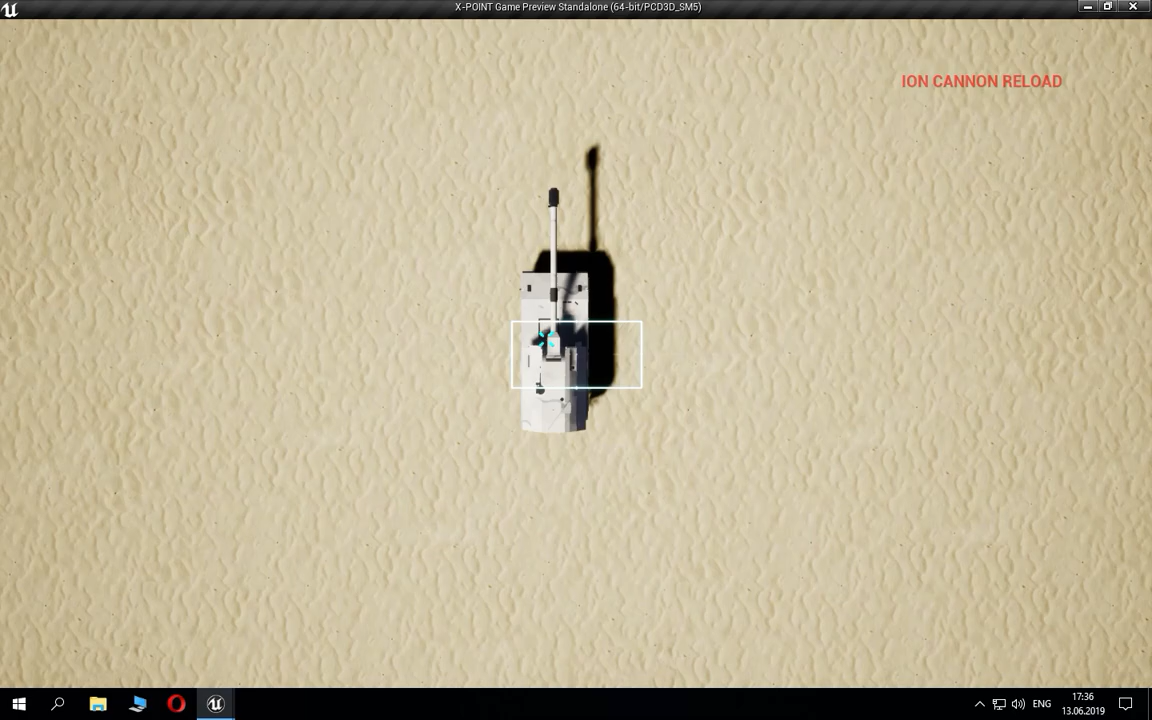 X-POINT Game Preview Standalone (64-bit/PCD3D_SM5)
ION CANNON RELOAD
ENG
17:36
13.06.2019